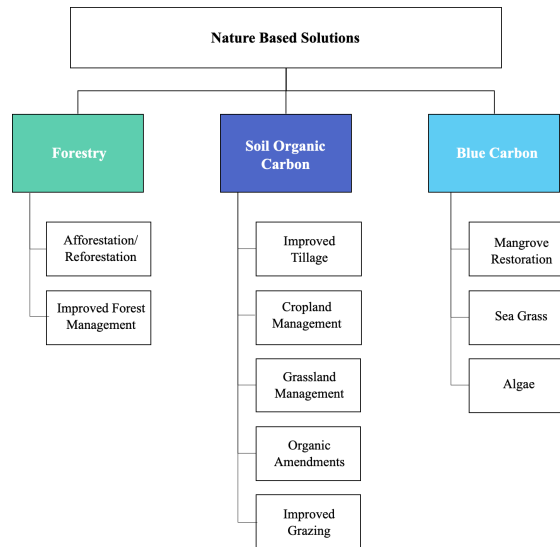 Nature Based Solutions
Forestry
Soil Organic
Carbon
Blue Carbon
Afforestation/
Reforestation
Improved Forest
Management
Improved
Tillage
Cropland
Management
Grassland
Management
Organic
Amendments
Improved
Grazing
Mangrove
Restoration
Sea Grass
Algae